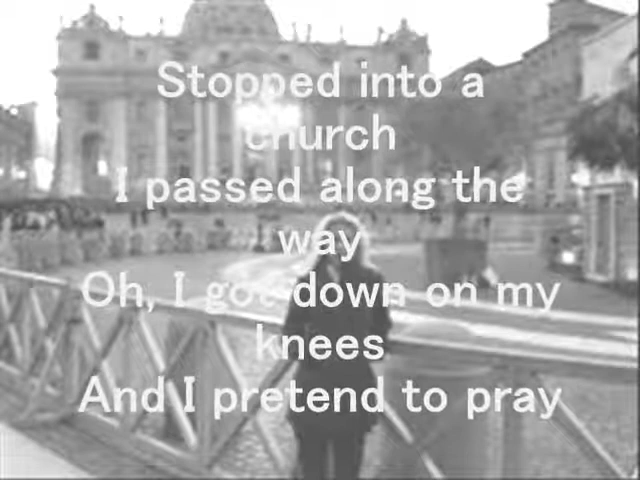 Stopped into a
church
I passed along the
way
Oh, I got down on my
knees
And I pretend to pray